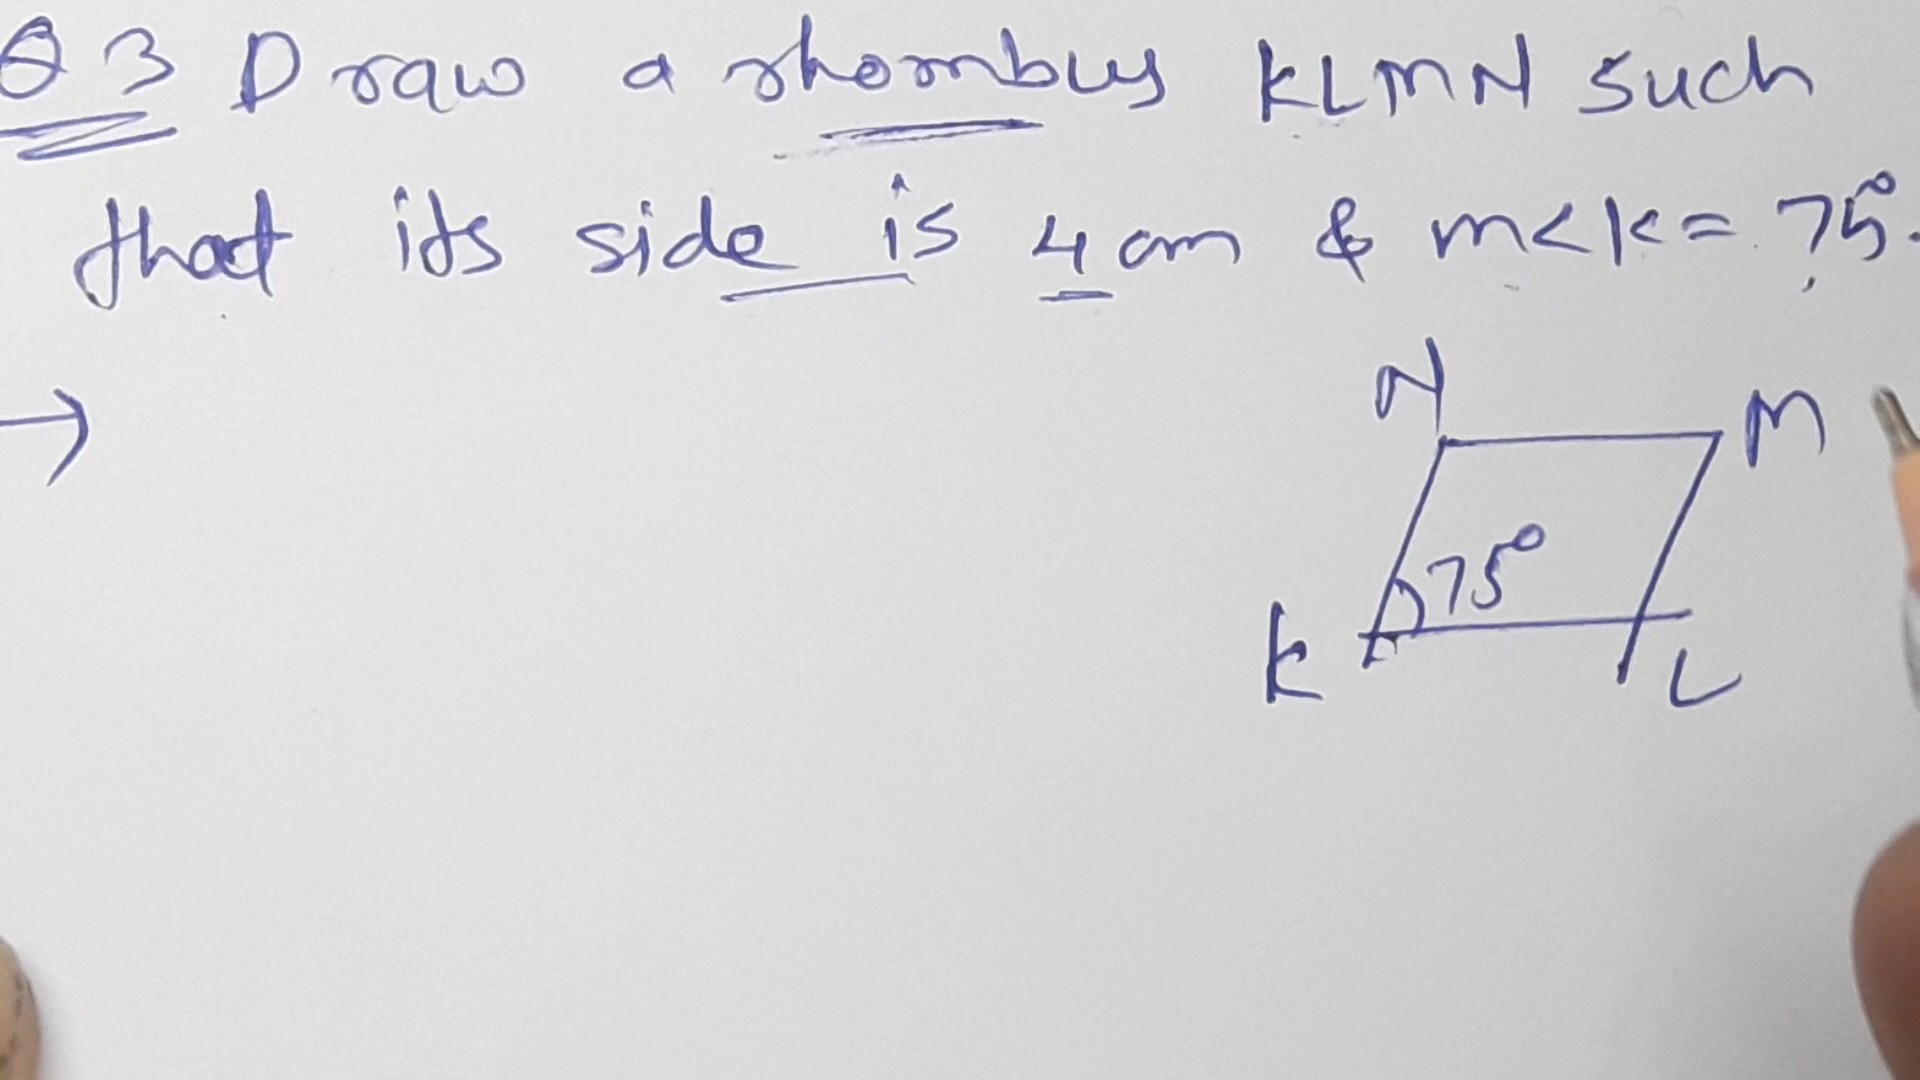 Q 3 Draw a rhombus KLMN such
that its side is 4 cm & m<k = 75°.
→
N
M
75°
K
L